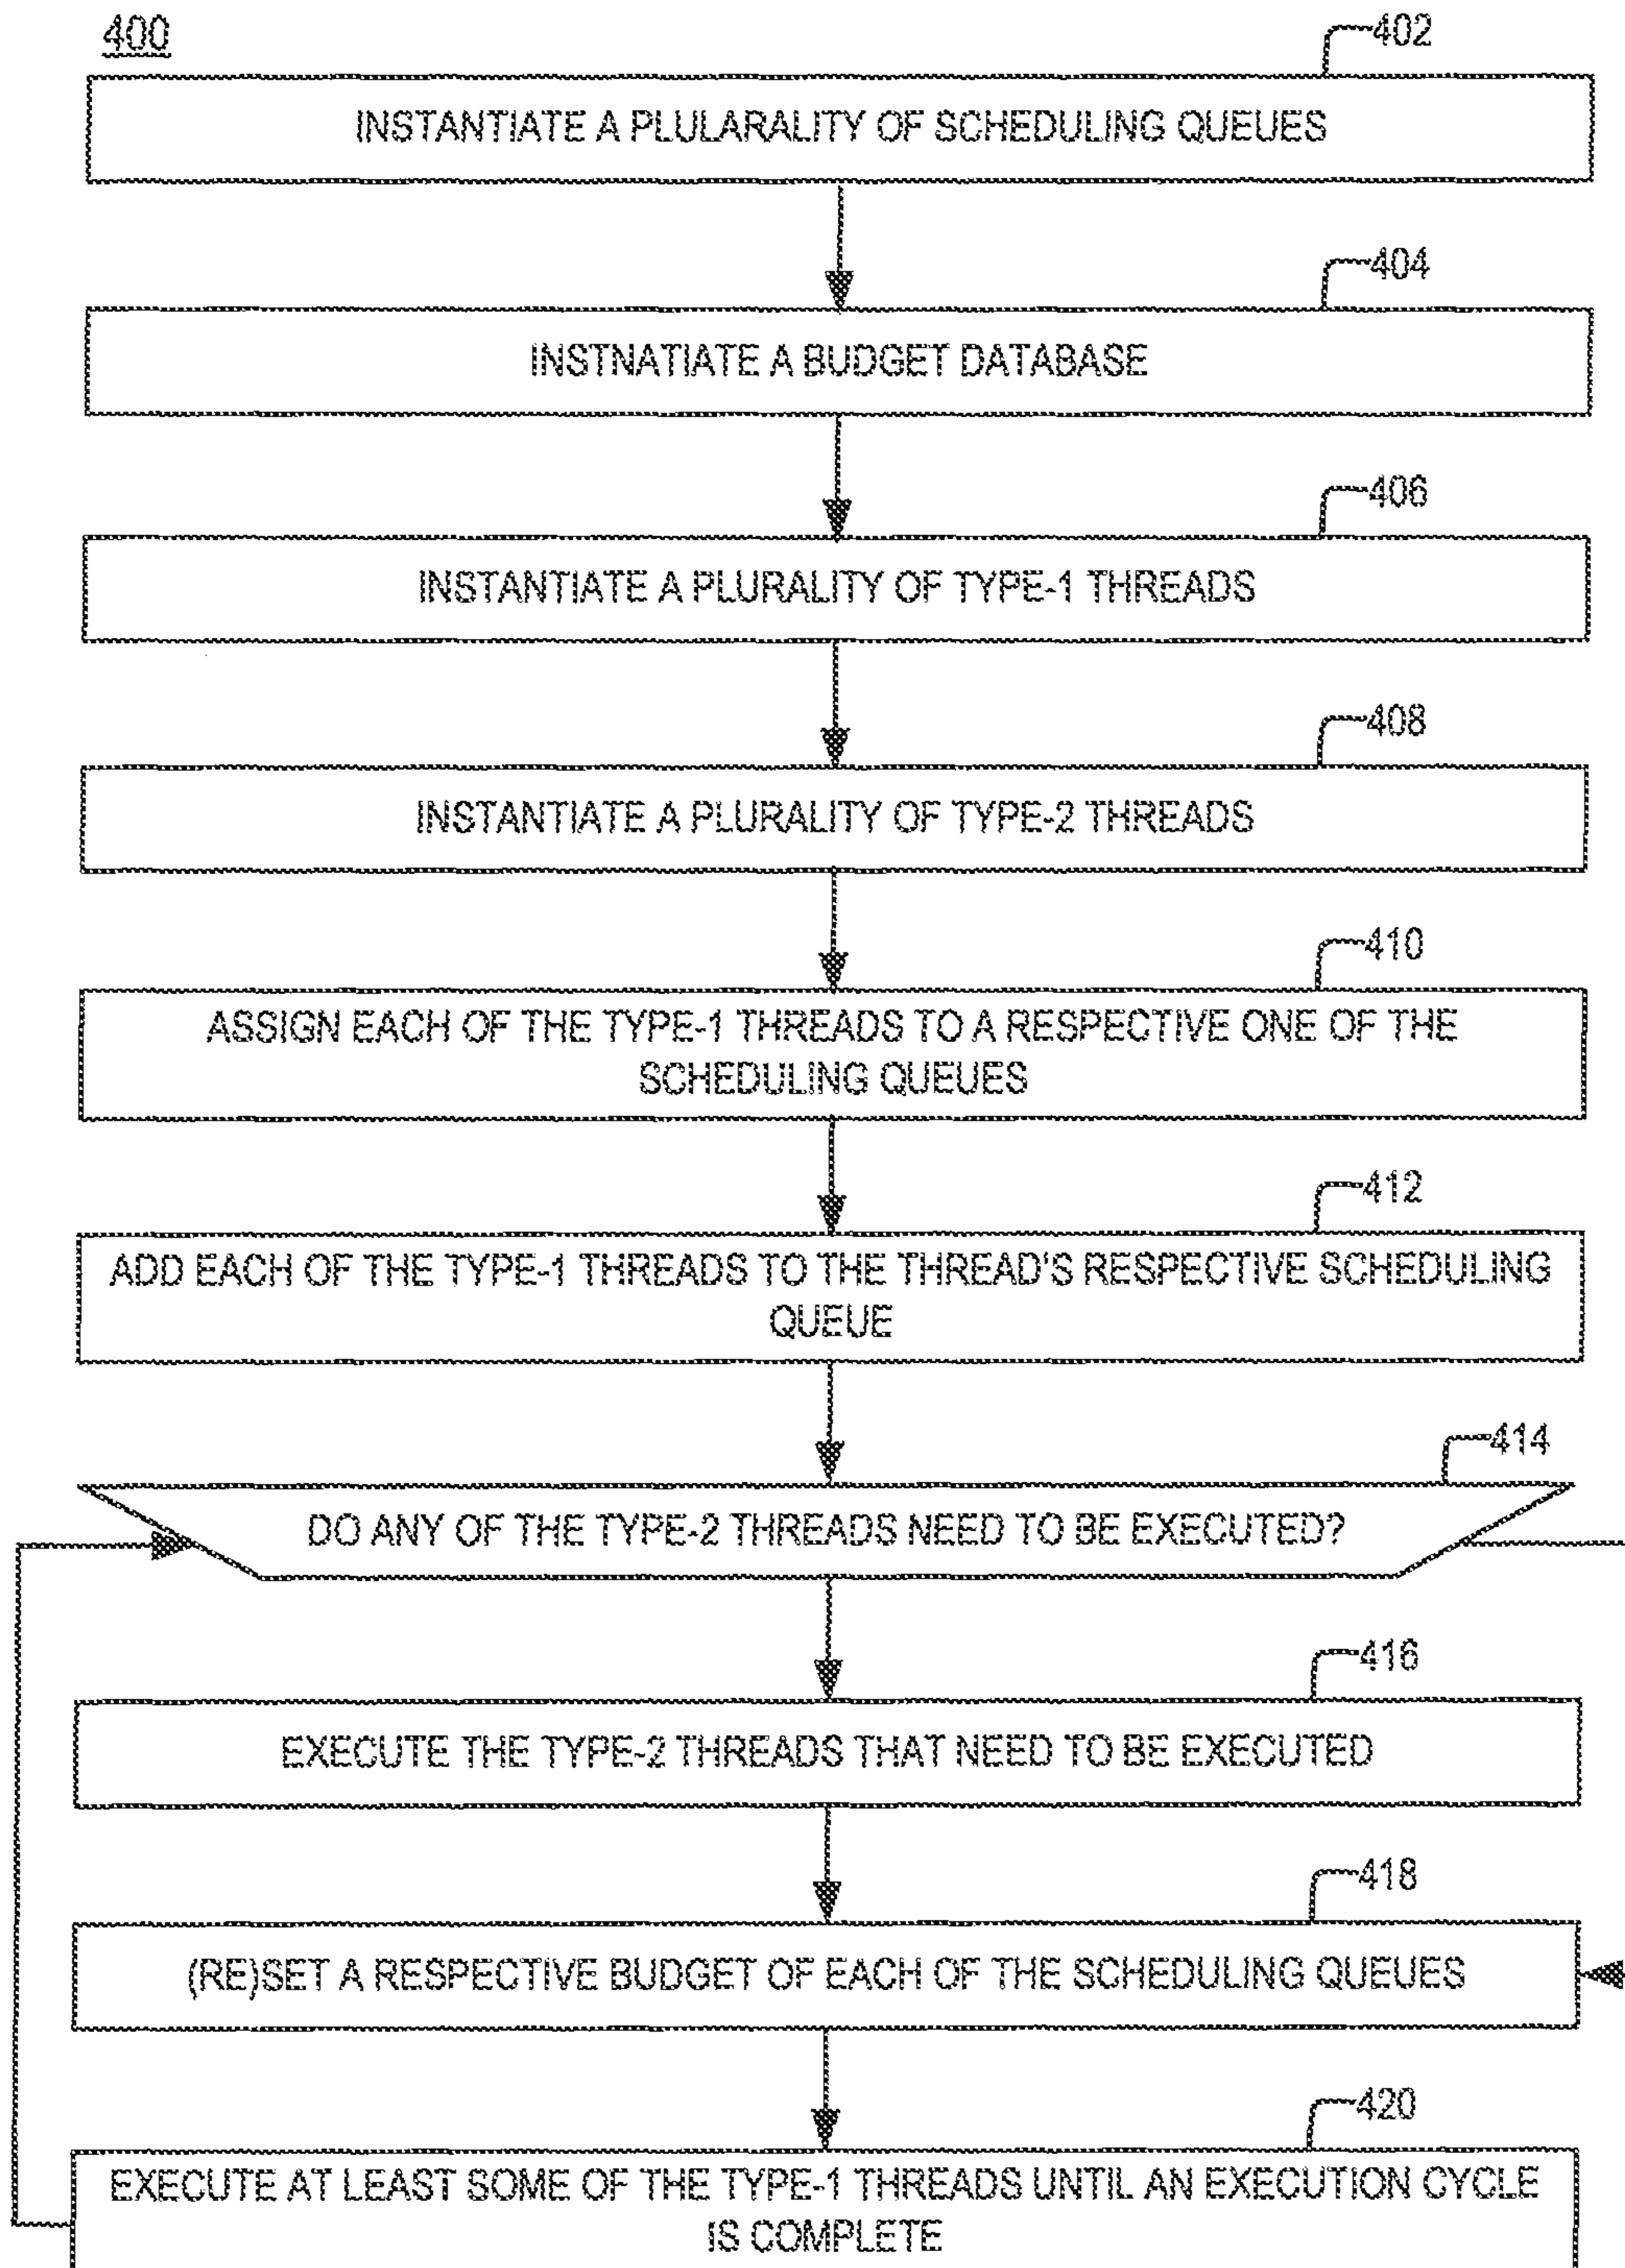 400
402
INSTANTIATE A PLULARALITY OF SCHEDULING QUEUES
404
INSTNATIATE A BUDGET DATABASE
406
INSTANTIATE A PLURALITY OF TYPE-1 THREADS
408
INSTANTIATE A PLURALITY OF TYPE-2 THREADS
410
ASSIGN EACH OF THE TYPE-1 THREADS TO A RESPECTIVE ONE OF THE
SCHEDULING QUEUES
412
ADD EACH OF THE TYPE-1 THREADS TO THE THREAD'S RESPECTIVE SCHEDULING
QUEUE
414
DO ANY OF THE TYPE-2 THREADS NEED TO BE EXECUTED?
416
EXECUTE THE TYPE-2 THREADS THAT NEED TO BE EXECUTED
418
(RE)SET A RESPECTIVE BUDGET OF EACH OF THE SCHEDULING QUEUES
420
EXECUTE AT LEAST SOME OF THE TYPE-1 THREADS UNTIL AN EXECUTION CYCLE
IS COMPLETE